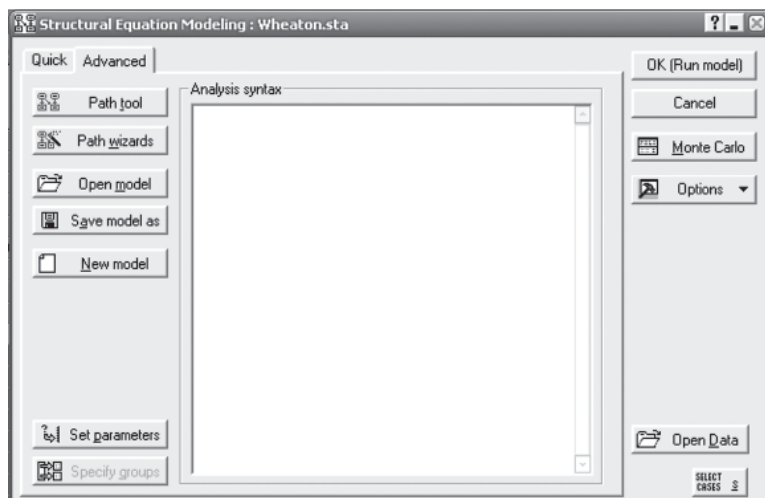 Structural Equation Modeling : Wheaton.sta
Quick Advanced
Analysis syntax
Path tool
Path wizards
Open model
Save model as
New model
Set parameters
Specify groups
OK (Run model)
Cancel
Monte Carlo
Options
Open Data
SELECT
CASES S